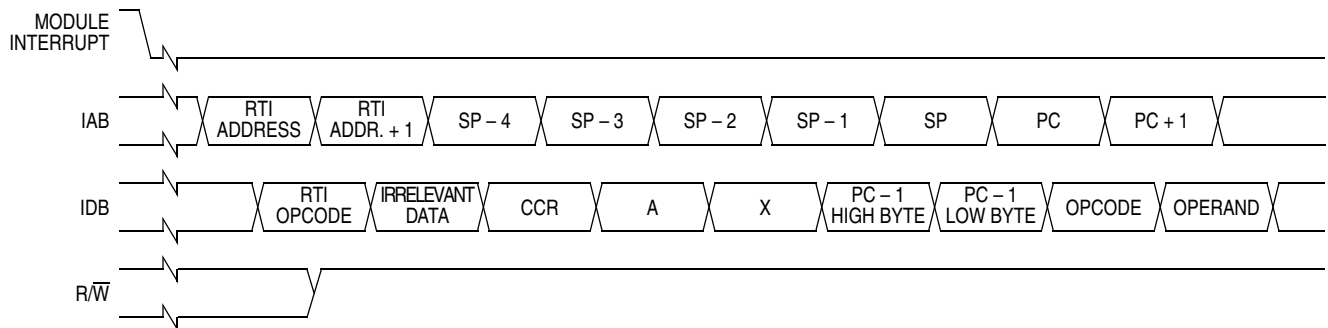 MODULE
INTERRUPT
IAB
RTI
ADDRESS
RTI
ADDR. + 1
SP – 4
SP – 3
SP – 2
SP – 1
SP
PC
PC + 1
IDB
RTI
OPCODE
IRRELEVANT
DATA
CCR
A
X
PC – 1
HIGH BYTE
PC – 1
LOW BYTE
OPCODE
OPERAND
R/W̅